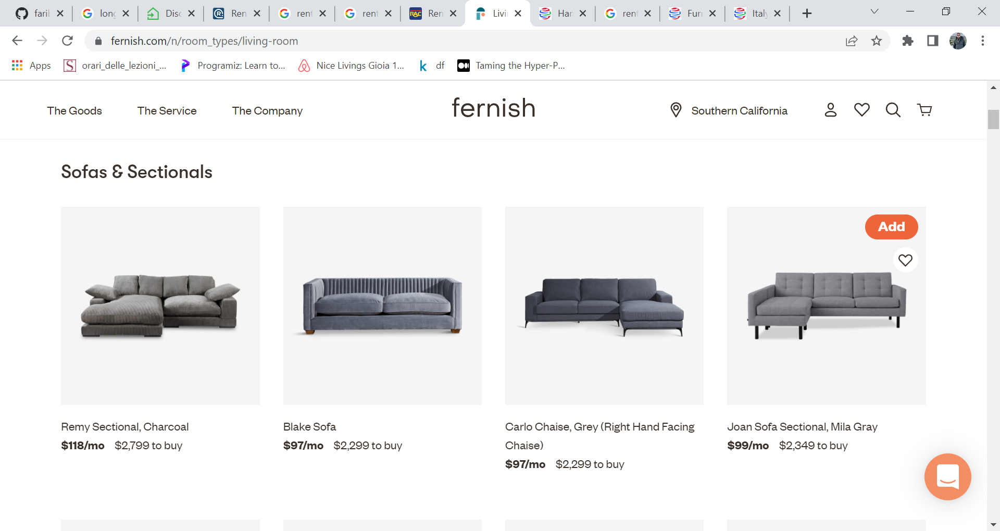 farib
long
Disc
Ren
rent
rent
RAC
Ren
Livi
Har
rent
Furn
Italy
fernish.com/n/room_types/living-room
Apps
S
orari_delle_lezioni_...
Programiz: Learn to...
Nice Livings Gioia 1...
k
df
Taming the Hyper-P...
The Goods
The Service
The Company
fernish
Southern California
Sofas & Sectionals
Add
Remy Sectional, Charcoal
$118/mo $2,799 to buy
Blake Sofa
$97/mo $2,299 to buy
Carlo Chaise, Grey (Right Hand Facing
Chaise)
$97/mo $2,299 to buy
Joan Sofa Sectional, Mila Gray
$99/mo $2,349 to buy